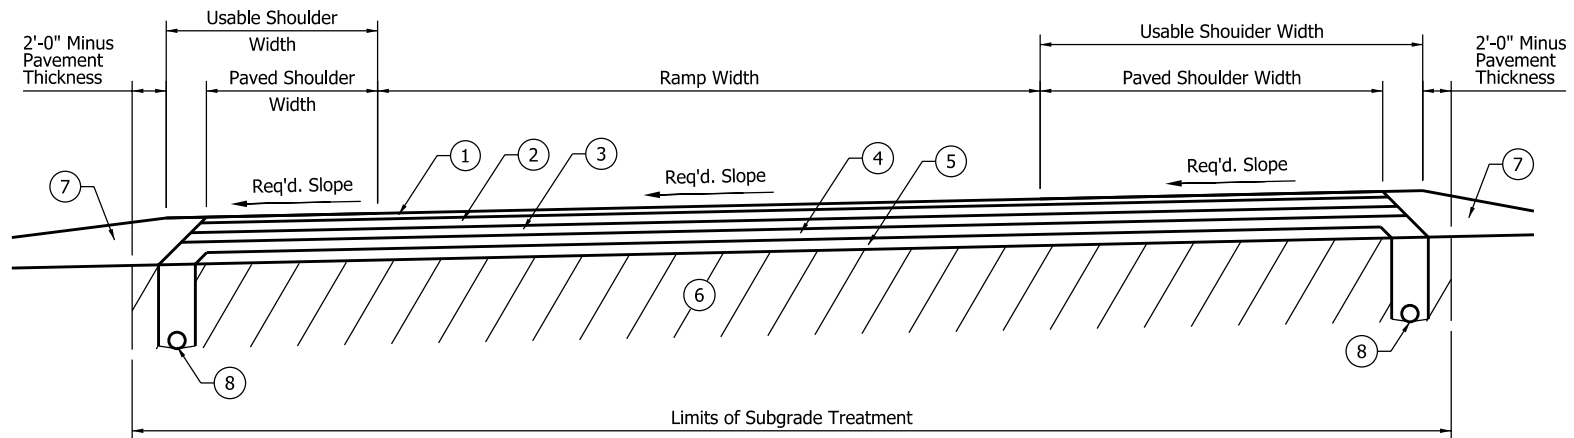 Usable Shoulder
Width
2'-0" Minus
Pavement
Thickness
Paved Shoulder
Width
Ramp Width
Usable Shouider Width
Paved Shoulder Width
2'-0" Minus
Pavement
Thickness
1
2
3
4
5
7
Req'd. Slope
Req'd. Slope
Req'd. Slope
7
6
8
8
Limits of Subgrade Treatment